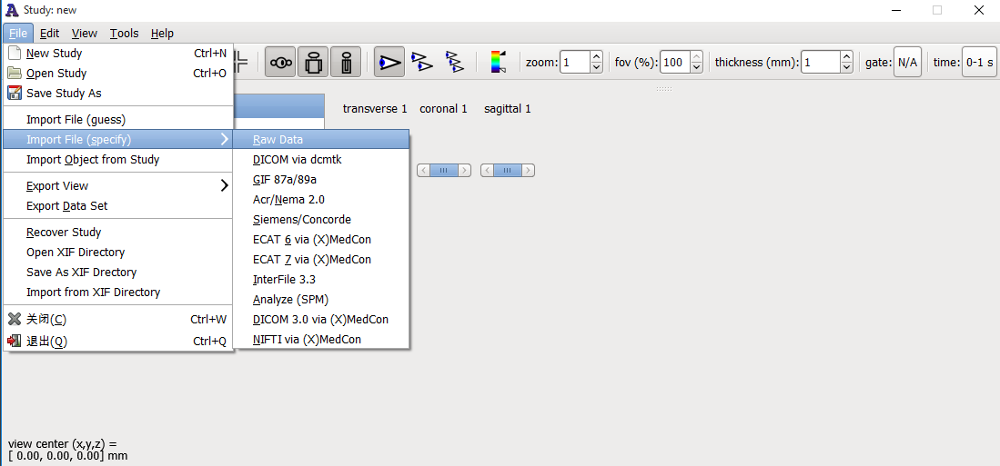 Study: new
File Edit View Tools Help
zoom: 1 fov (%): 100 thickness (mm): 1 gate: N/A time: 0-1 s
New Study Ctrl+N
Open Study Ctrl+O
Save Study As
Import File (guess)
Import File (specify)
Import Object from Study
Export View
Export Data Set
Recover Study
Open XIF Directory
Save As XIF Drectory
Import from XIF Directory
关闭(C) Ctrl+W
退出(Q) Ctrl+Q
Raw Data
DICOM via dcmtk
GIF 87a/89a
Acr/Nema 2.0
Siemens/Concorde
ECAT 6 via (X)MedCon
ECAT 7 via (X)MedCon
InterFile 3.3
Analyze (SPM)
DICOM 3.0 via (X)MedCon
NIFTI via (X)MedCon
transverse 1 coronal 1 sagittal 1
view center (x,y,z) =
[ 0.00, 0.00, 0.00] mm